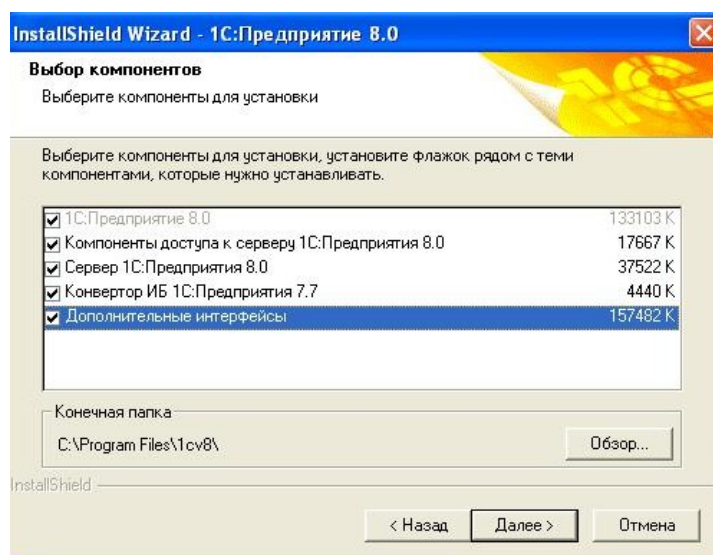 InstallShield Wizard - 1С:Предприятие 8.0
Выбор компонентов
Выберите компоненты для установки
Выберите компоненты для установки, установите флажок рядом с теми
компонентами, которые нужно устанавливать.
1С:Предприятие 8.0 133103 K
Компоненты доступа к серверу 1С:Предприятия 8.0 17667 K
Сервер 1С:Предприятия 8.0 37522 K
Конвертор ИБ 1С:Предприятия 7.7 4440 K
Дополнительные интерфейсы 157482 K
Конечная папка
C:\Program Files\1cv8\ Обзор...
InstallShield
< Назад Далее > Отмена